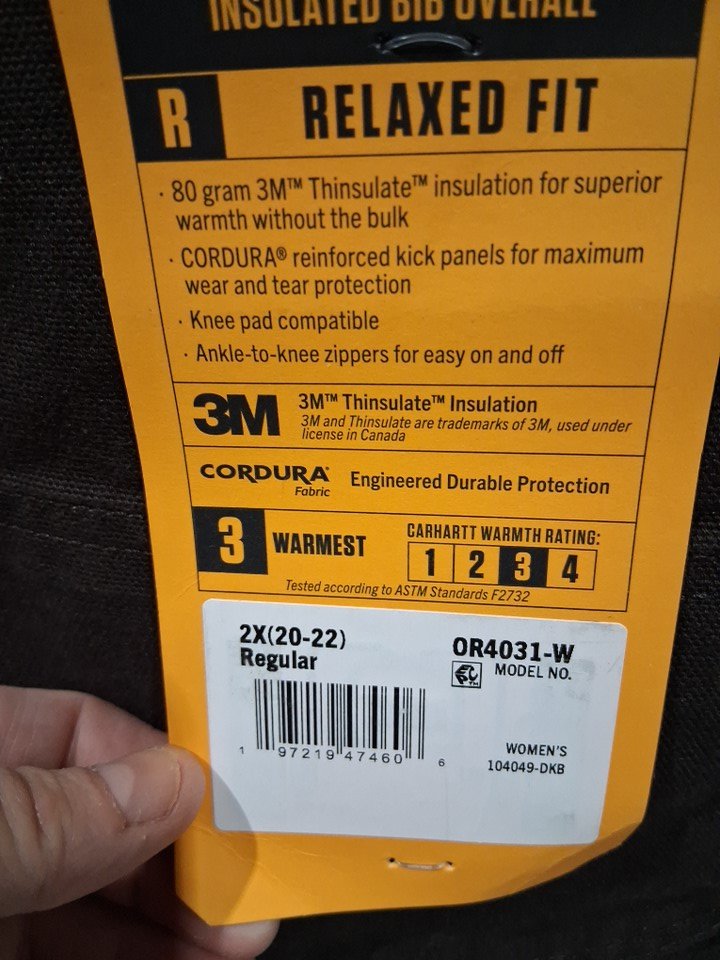 INSULATED BIB OVERALL
R RELAXED FIT
· 80 gram 3M™ Thinsulate™ insulation for superior
warmth without the bulk
· CORDURA® reinforced kick panels for maximum
wear and tear protection
· Knee pad compatible
· Ankle-to-knee zippers for easy on and off
3M 3M™ Thinsulate™ Insulation
3M and Thinsulate are trademarks of 3M, used under
license in Canada
CORDURA® Engineered Durable Protection
Fabric
3 WARMEST
CARHARTT WARMTH RATING:
1 2 3 4
Tested according to ASTM Standards F2732
2X(20-22)
Regular
OR4031-W
MODEL NO.
1 97219 47460 6
WOMEN'S
104049-DKB